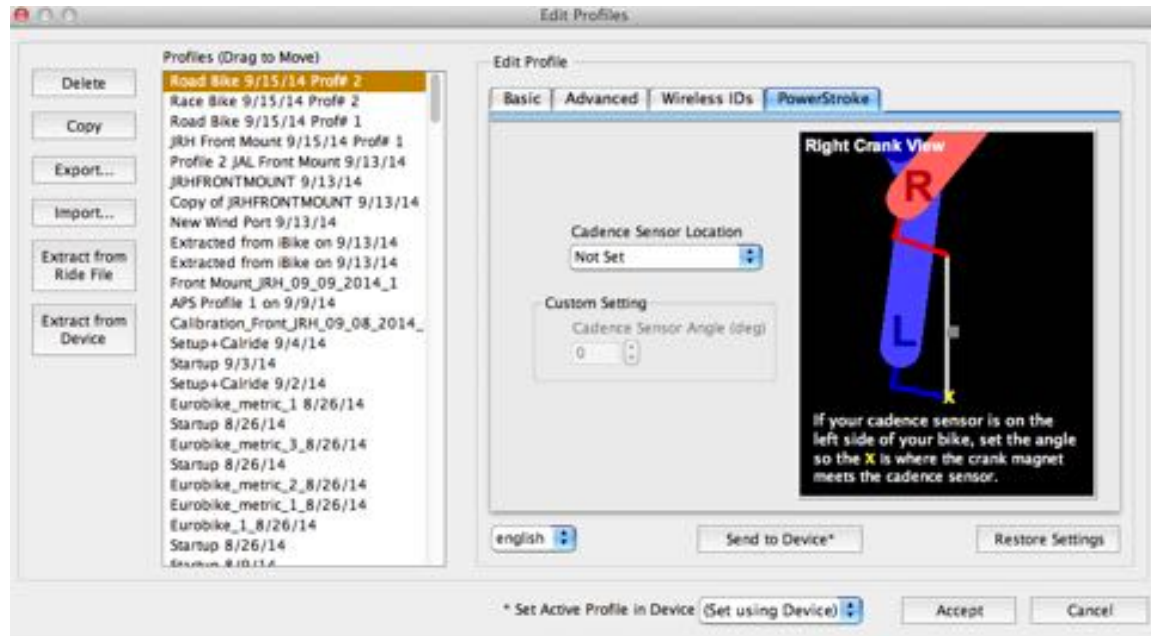 Edit Profiles
Delete
Copy
Export...
Import...
Extract from
Ride File
Extract from
Device
Profiles (Drag to Move)
Road Bike 9/15/14 Prof# 2
Race Bike 9/15/14 Prof# 2
Road Bike 9/15/14 Prof# 1
JRH Front Mount 9/15/14 Prof# 1
Profile 2 JAL Front Mount 9/13/14
JRHFRONTMOUNT 9/13/14
Copy of JRHFRONTMOUNT 9/13/14
New Wind Port 9/13/14
Extracted from iBike on 9/13/14
Extracted from iBike on 9/13/14
Front Mount_JRH_09_09_2014_1
APS Profile 1 on 9/9/14
Calibration_Front_JRH_09_08_2014_
Setup+Calride 9/4/14
Startup 9/3/14
Setup+Calride 9/2/14
Eurobike_metric_1 8/26/14
Startup 8/26/14
Eurobike_metric_3_8/26/14
Startup 8/26/14
Eurobike_metric_2_8/26/14
Eurobike_metric_1_8/26/14
Eurobike_1_8/26/14
Startup 8/26/14
Edit Profile
Basic Advanced Wireless IDs PowerStroke
Cadence Sensor Location
Not Set
Custom Setting
Cadence Sensor Angle (deg)
0
Right Crank View
R
L
X
If your cadence sensor is on the
left side of your bike, set the angle
so the X is where the crank magnet
meets the cadence sensor.
english
Send to Device*
Restore Settings
* Set Active Profile in Device (Set using Device)
Accept
Cancel